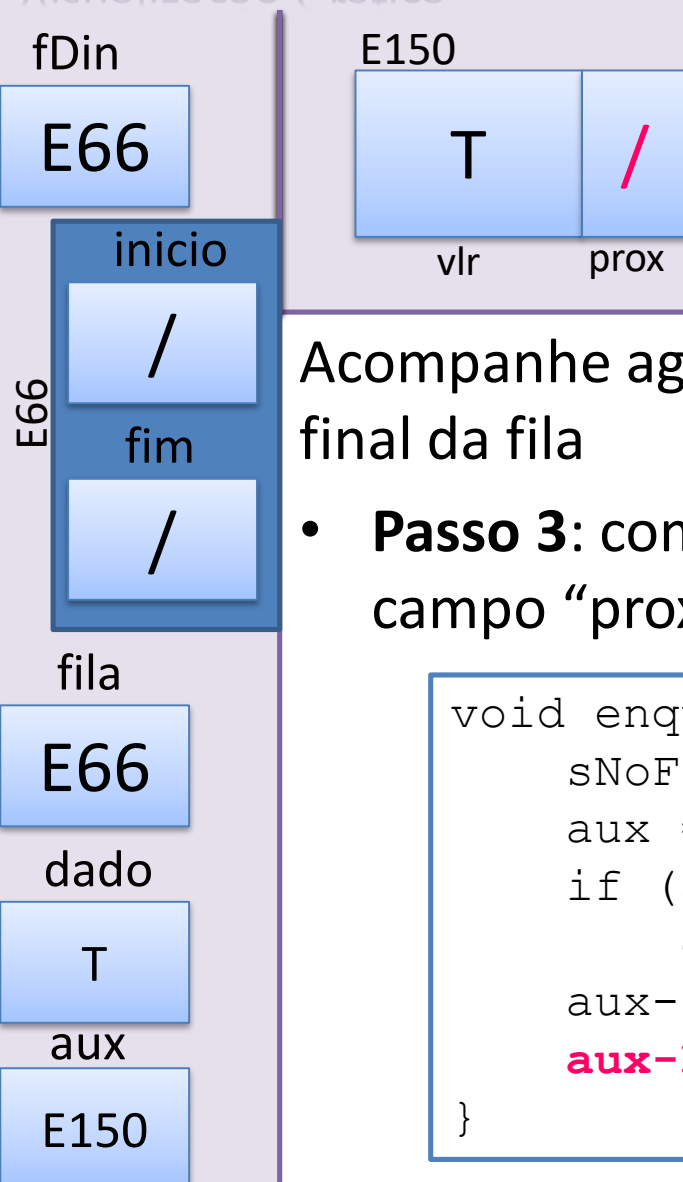 fDin
E66
inicio
/
E66
fim
/
fila
E66
dado
T
aux
E150
E150
T
/
vlr
prox
Acompanhe ag
final da fila
• Passo 3: con
campo “prox
void enq
sNoF
aux
if (
aux-
aux-
}